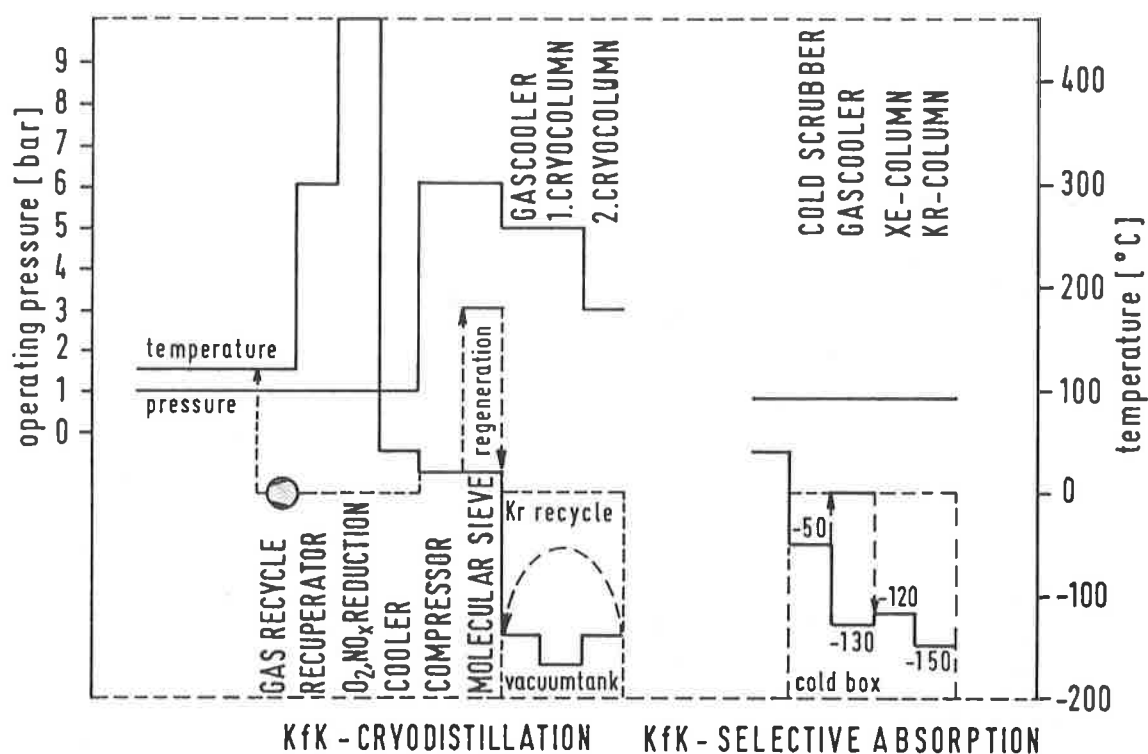 operating pressure [bar]
9
8
7
6
5
4
3
2
1
0
temperature
pressure
GAS RECYCLE
RECUPERATOR
O2,NOx REDUCTION
COOLER
COMPRESSOR
MOLECULAR SIEVE
regeneration
GASCOOLER
1.CRYOCOLUMN
2.CRYOCOLUMN
Kr recycle
vacuumtank
KfK - CRYODISTILLATION
COLD SCRUBBER
GASCOOLER
XE-COLUMN
KR-COLUMN
-50
-130
-120
-150
cold box
KfK - SELECTIVE ABSORPTION
400
300
200
100
0
-100
-200
temperature [°C]